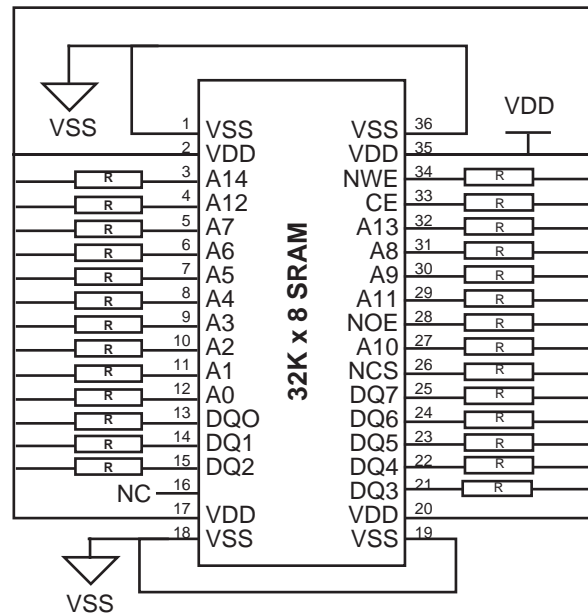 VSS
VDD
1 VSS VSS 36
2 VDD VDD 35
R 3 A14 NWE 34 R
R 4 A12 CE 33 R
R 5 A7 A13 32 R
R 6 A6 A8 31 R
R 7 A5 A9 30 R
R 8 A4 A11 29 R
R 9 A3 NOE 28 R
R 10 A2 A10 27 R
R 11 A1 NCS 26 R
R 12 A0 DQ7 25 R
R 13 DQO DQ6 24 R
R 14 DQ1 DQ5 23 R
R 15 DQ2 DQ4 22 R
NC 16 DQ3 21 R
17 VDD VDD 20
18 VSS VSS 19
32K x 8 SRAM
VSS